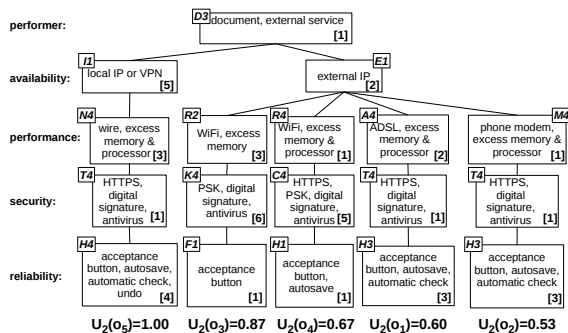 performer:
D3
document, external service
[1]
availability:
I1
local IP or VPN
[5]
E1
external IP
[2]
performance:
N4
wire, excess
memory &
processor
[3]
R2
WiFi, excess
memory
[3]
R4
WiFi, excess
memory &
processor
[1]
A4
ADSL, excess
memory &
processor
[2]
M4
phone modem,
excess memory &
processor
[1]
security:
T4
HTTPS,
digital
signature,
antivirus
[1]
K4
PSK, digital
signature,
antivirus
[6]
C4
HTTPS,
PSK, digital
signature,
antivirus
[5]
T4
HTTPS,
digital
signature,
antivirus
[1]
T4
HTTPS,
digital
signature,
antivirus
[1]
reliability:
H4
acceptance
button, autosave,
automatic check,
undo
[4]
F1
acceptance
button
[1]
H1
acceptance
button,
autosave
[1]
H3
acceptance
button, autosave,
automatic check
[3]
H3
acceptance
button, autosave,
automatic check
[3]
U2(o5)=1.00
U2(o3)=0.87
U2(o4)=0.67
U2(o1)=0.60
U2(o2)=0.53